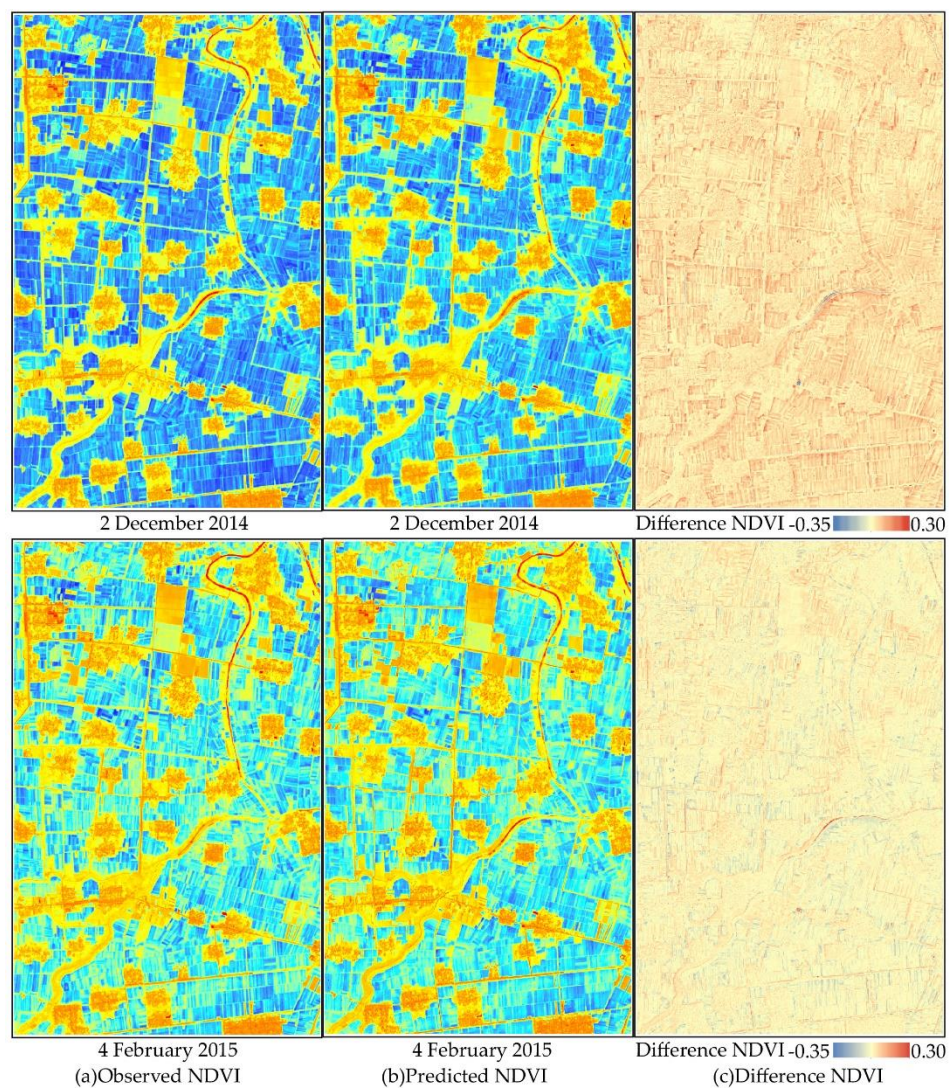 2 December 2014 2 December 2014 Difference NDVI -0.35 0.30
4 February 2015 4 February 2015 Difference NDVI -0.35 0.30
(a)Observed NDVI (b)Predicted NDVI (c)Difference NDVI